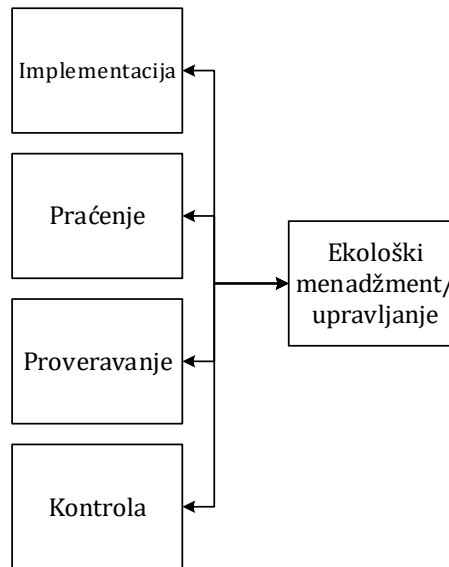 Implementacija
Praćenje
Proveravanje
Kontrola
Ekološki
menadžment/
upravljanje